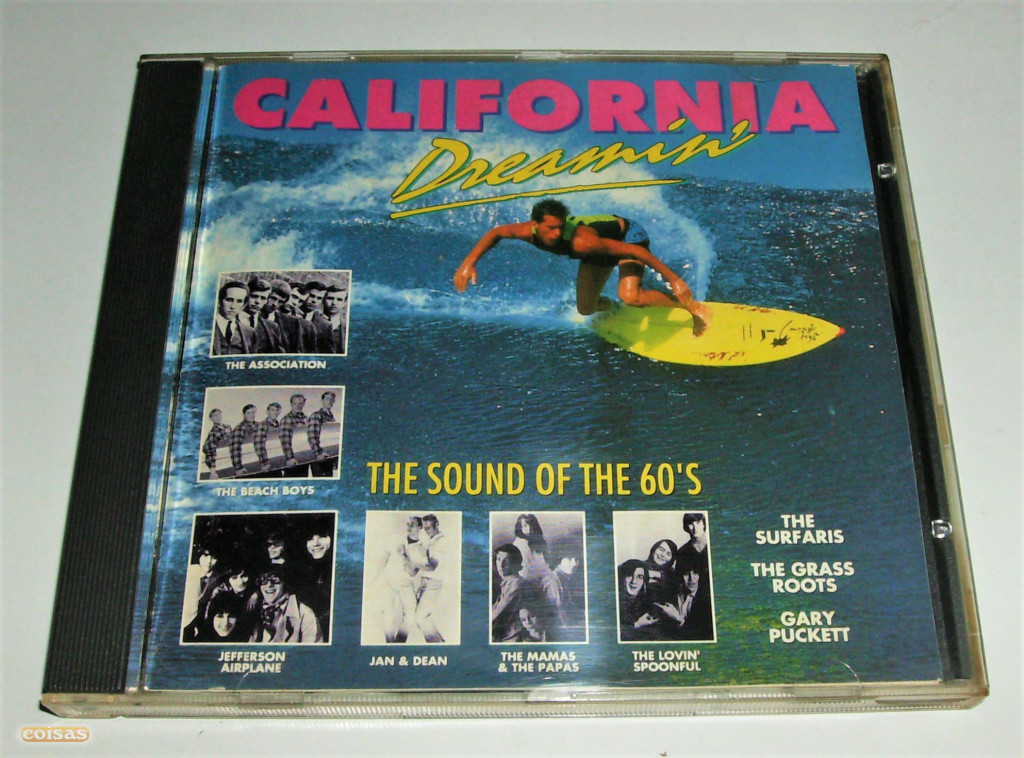 CALIFORNIA
Dreamin'
THE ASSOCIATION
THE BEACH BOYS
THE SOUND OF THE 60'S
JEFFERSON
AIRPLANE
JAN & DEAN
THE MAMAS
& THE PAPAS
THE LOVIN'
SPOONFUL
THE
SURFARIS
THE GRASS
ROOTS
GARY
PUCKETT
coisas